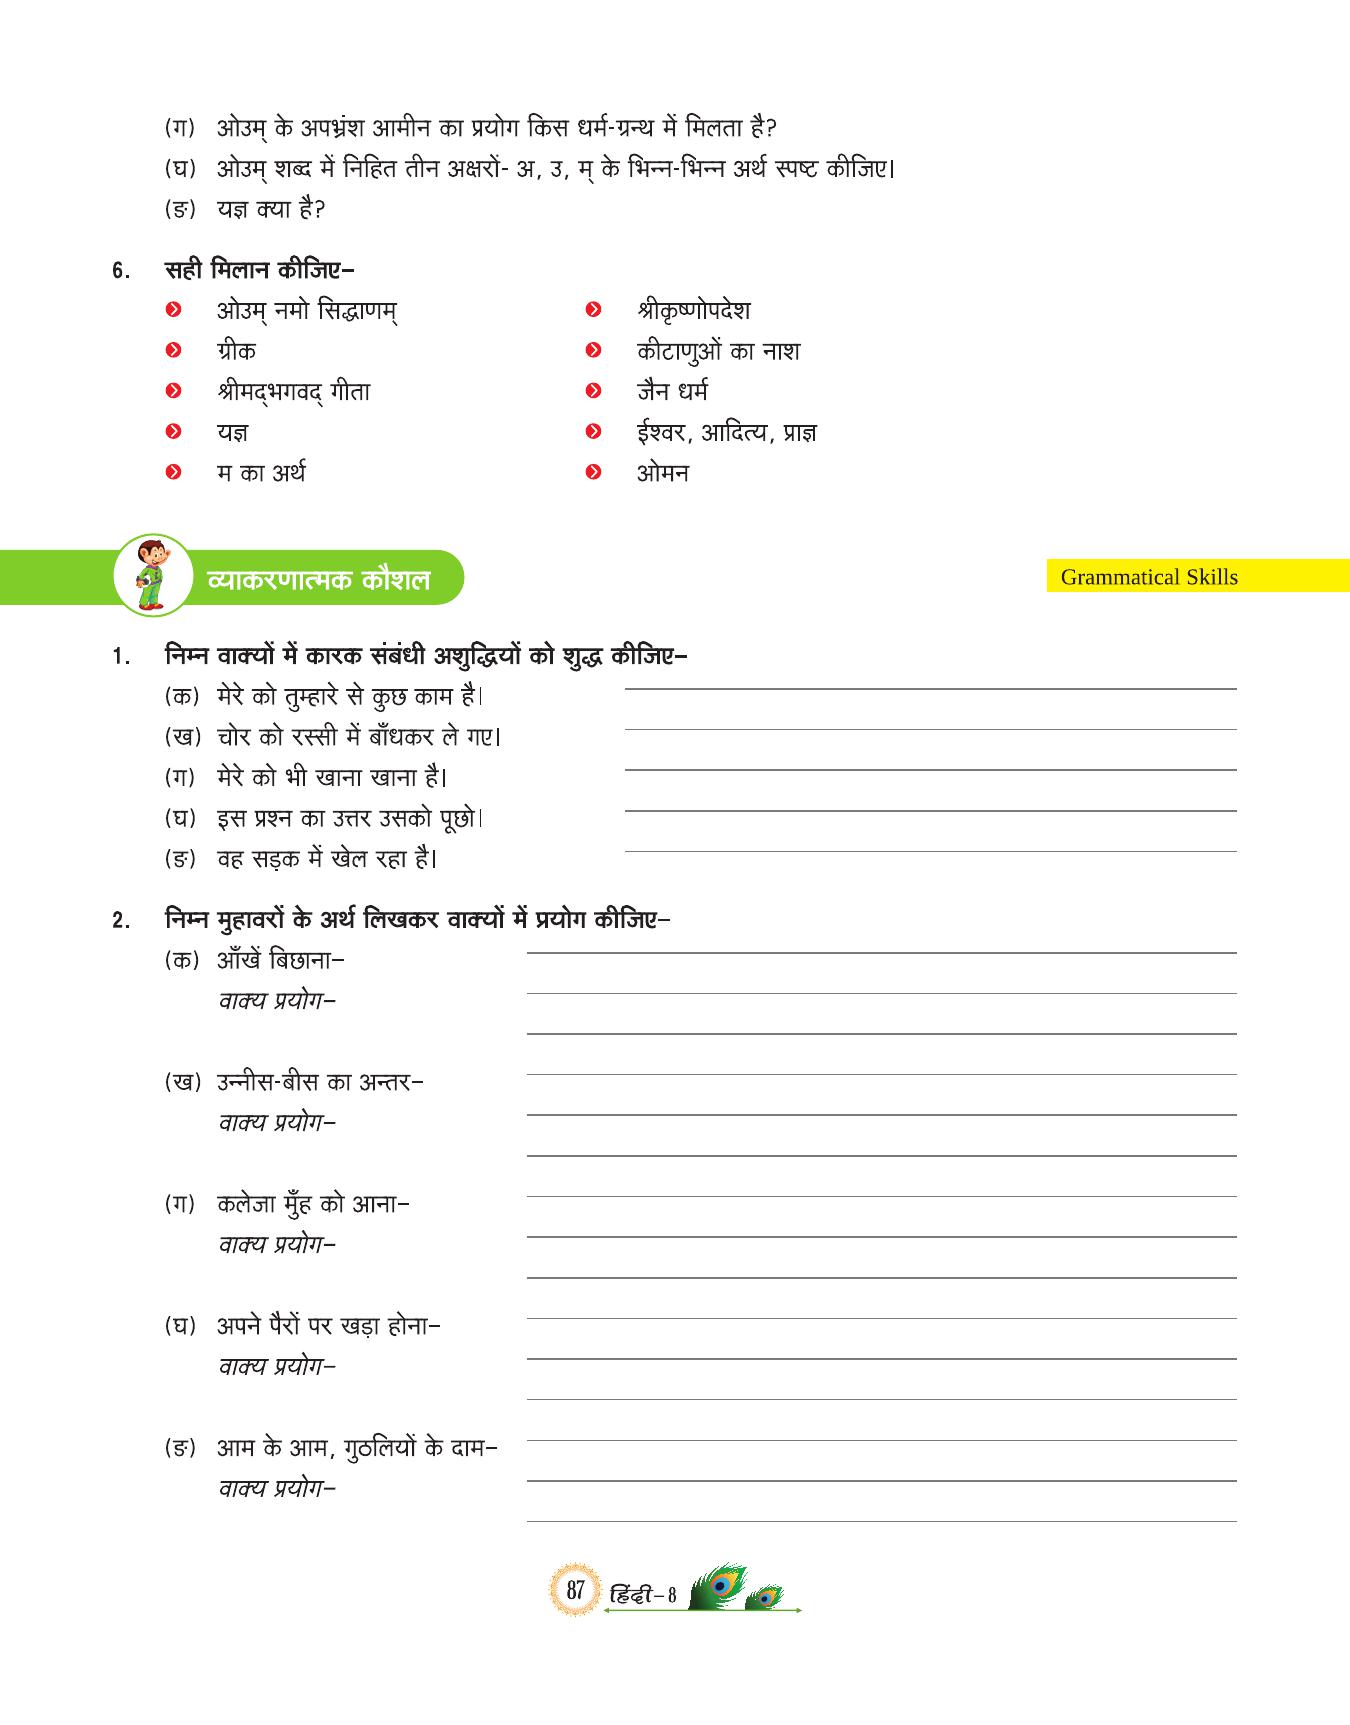 (ग) ओउम् के अपभ्रंश आमीन का प्रयोग किस धर्म-ग्रन्थ में मिलता है?
(घ) ओउम् शब्द में निहित तीन अक्षरों- अ, उ, म् के भिन्न-भिन्न अर्थ स्पष्ट कीजिए।
(ङ) यज्ञ क्या है?
6. सही मिलान कीजिए–
ओउम् नमो सिद्धाणम् श्रीकृष्णोपदेश
ग्रीक कीटाणुओं का नाश
श्रीमद्भगवद् गीता जैन धर्म
यज्ञ ईश्वर, आदित्य, प्राज्ञ
म का अर्थ ओमन
व्याकरणात्मक कौशल Grammatical Skills
1. निम्न वाक्यों में कारक संबंधी अशुद्धियों को शुद्ध कीजिए–
(क) मेरे को तुम्हारे से कुछ काम है।
(ख) चोर को रस्सी में बाँधकर ले गए।
(ग) मेरे को भी खाना खाना है।
(घ) इस प्रश्न का उत्तर उसको पूछो।
(ङ) वह सड़क में खेल रहा है।
2. निम्न मुहावरों के अर्थ लिखकर वाक्यों में प्रयोग कीजिए–
(क) आँखें बिछाना–
वाक्य प्रयोग–
(ख) उन्नीस-बीस का अन्तर–
वाक्य प्रयोग–
(ग) कलेजा मुँह को आना–
वाक्य प्रयोग–
(घ) अपने पैरों पर खड़ा होना–
वाक्य प्रयोग–
(ङ) आम के आम, गुठलियों के दाम–
वाक्य प्रयोग–
87 हिंदी–8